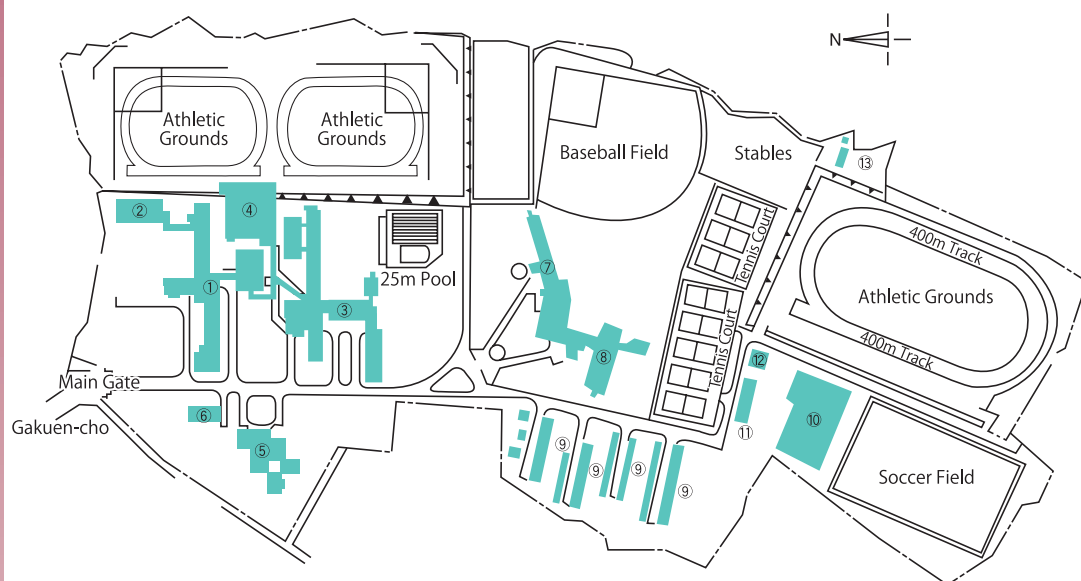 N
Athletic
Grounds
Athletic
Grounds
Baseball Field
Stables
⑬
②
④
Tennis Court
400m Track
①
25m Pool
⑦
③
Athletic Grounds
⑧
Tennis Court
400m Track
⑫
Main Gate
⑥
Gakuen-cho
⑤
⑪
⑩
⑨
⑨
⑨
⑨
Soccer Field